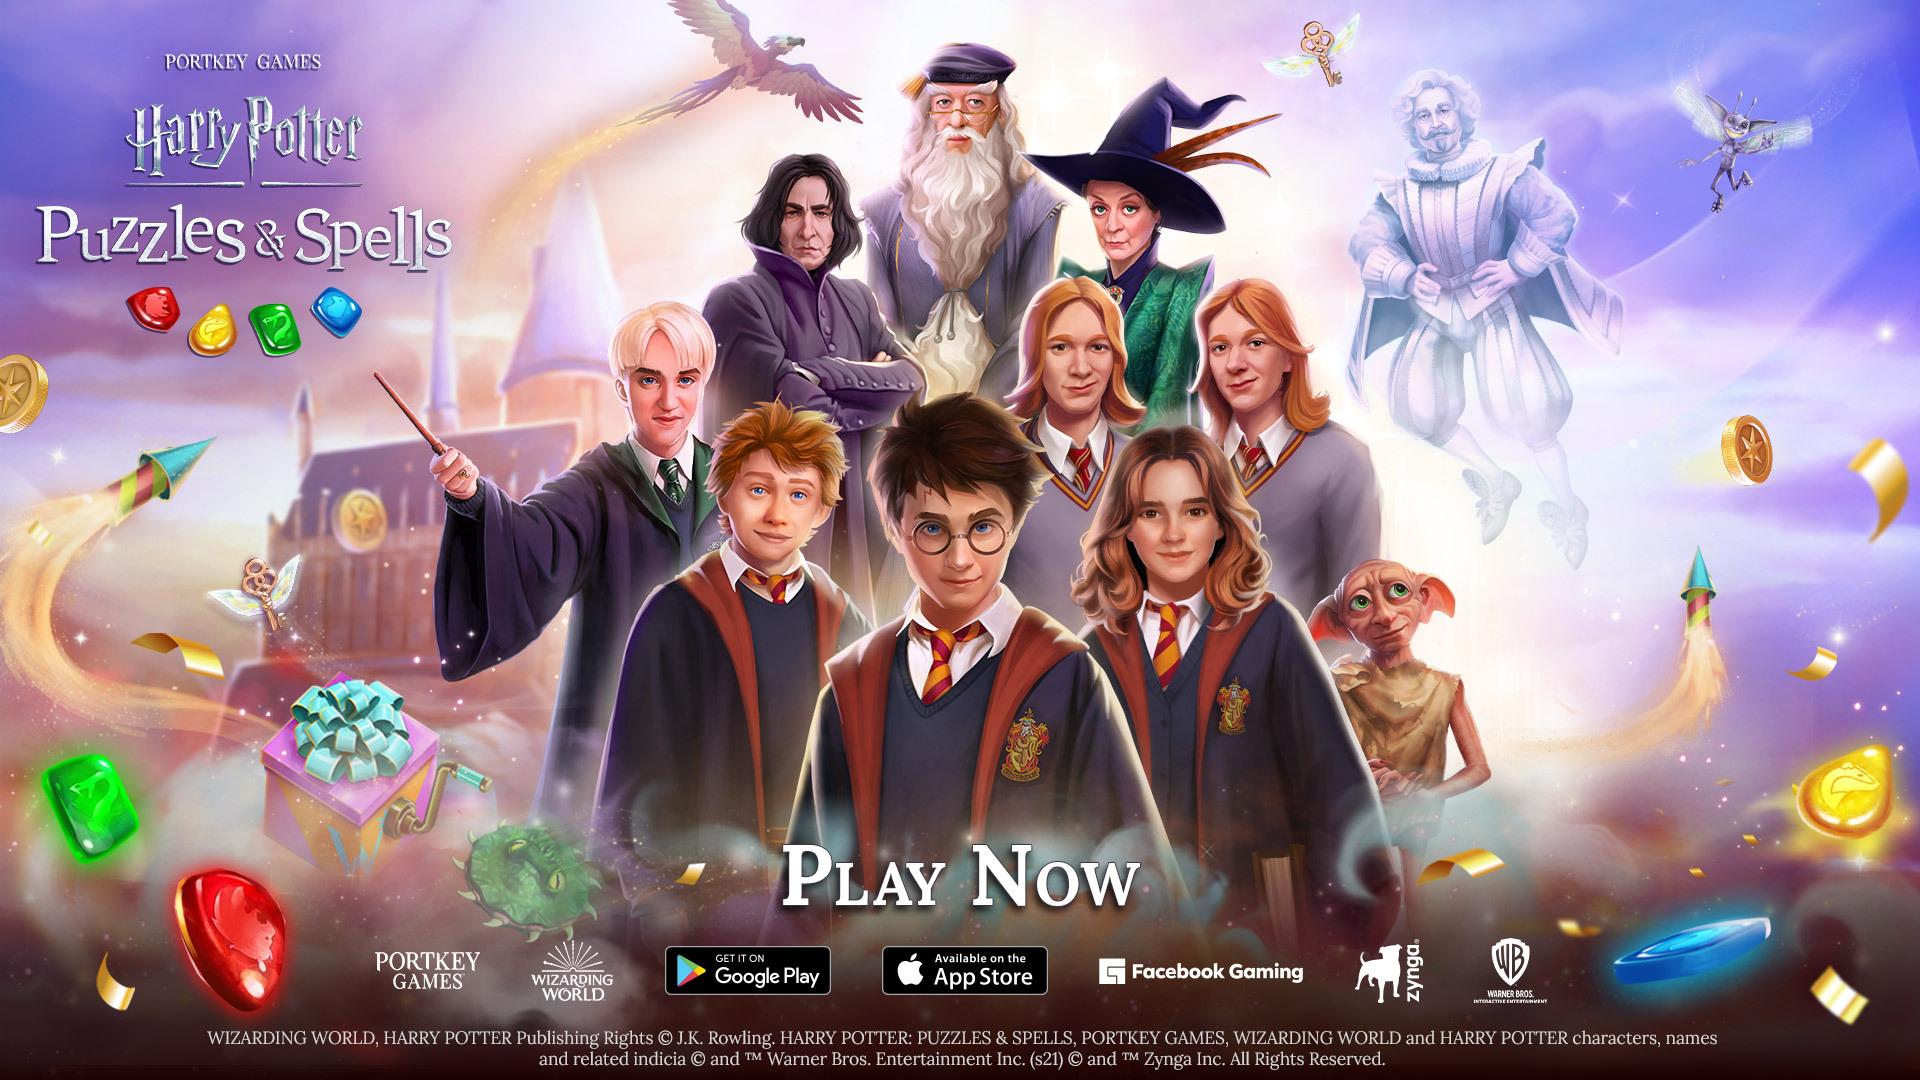 PORTKEY GAMES
Harry Potter
Puzzles & Spells
PLAY NOW
PORTKEY
GAMES
WIZARDING
WORLD
GET IT ON
Google Play
Available on the
App Store
Facebook Gaming
zynga®
WB
WARNER BROS.
INTERACTIVE ENTERTAINMENT
WIZARDING WORLD, HARRY POTTER Publishing Rights © J.K. Rowling. HARRY POTTER: PUZZLES & SPELLS, PORTKEY GAMES, WIZARDING WORLD and HARRY POTTER characters, names
and related indicia © and ™ Warner Bros. Entertainment Inc. (s21) © and ™ Zynga Inc. All Rights Reserved.